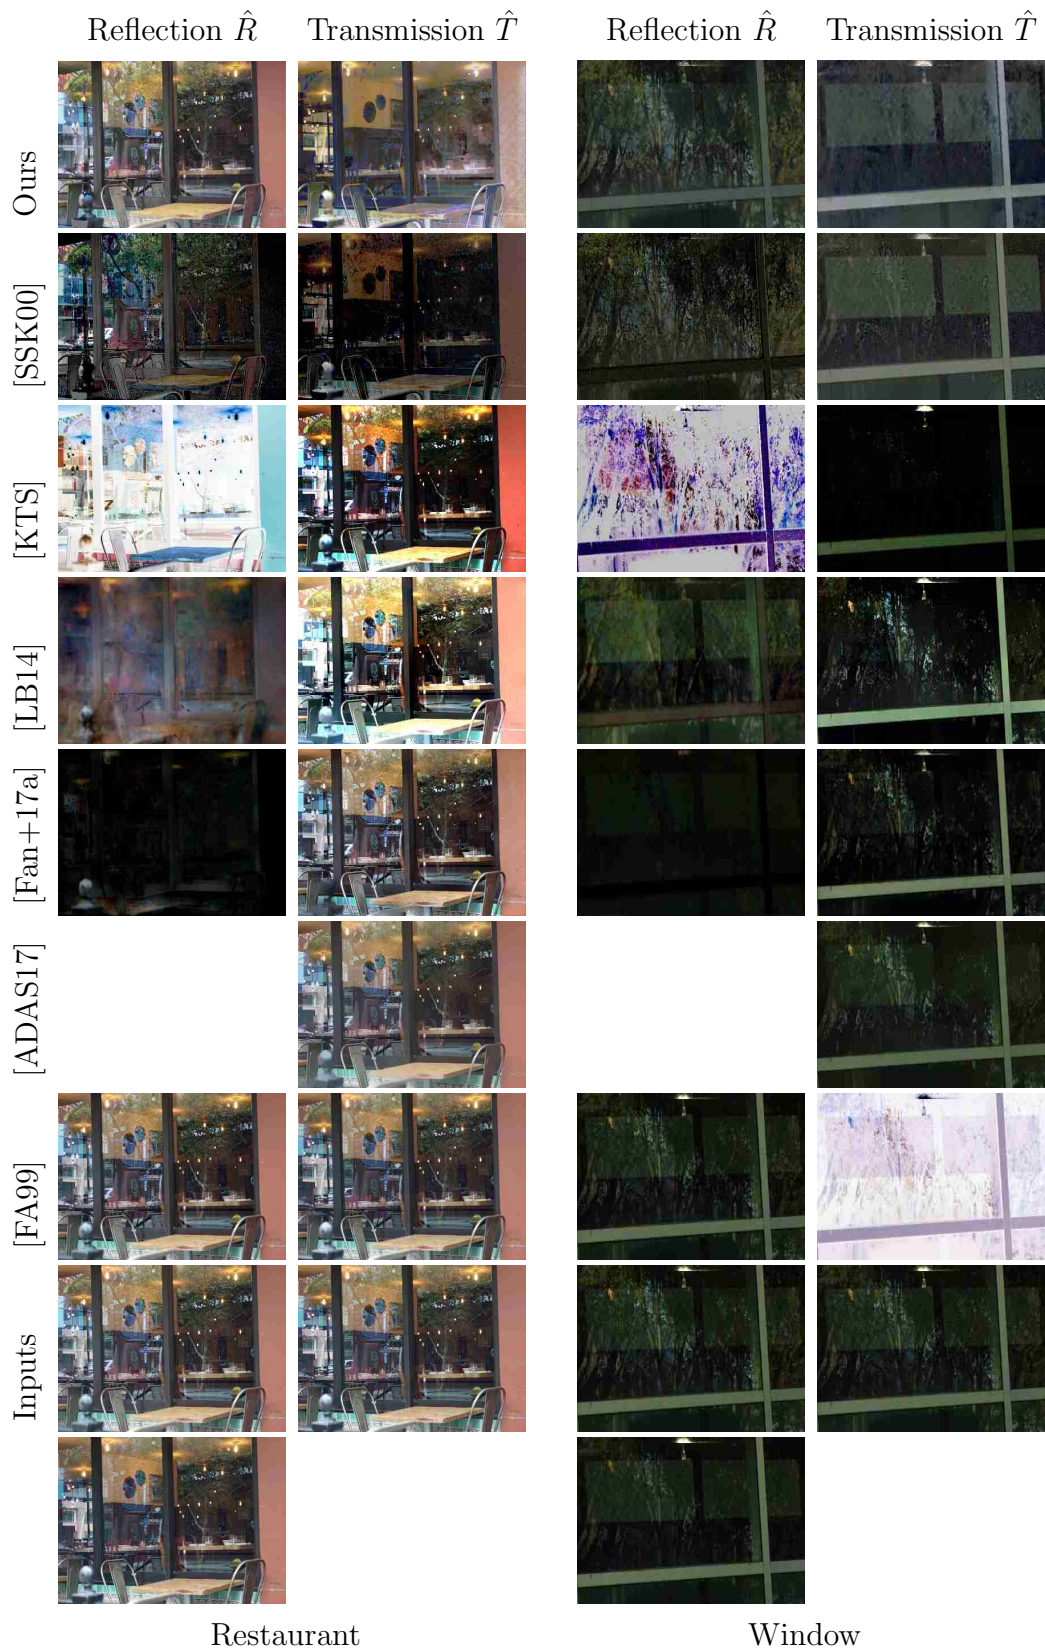 Reflection R̂ Transmission T̂ Reflection R̂ Transmission T̂
Ours
[SSK00]
[KTS]
[LB14]
[Fan+17a]
[ADAS17]
[FA99]
Inputs
Restaurant Window